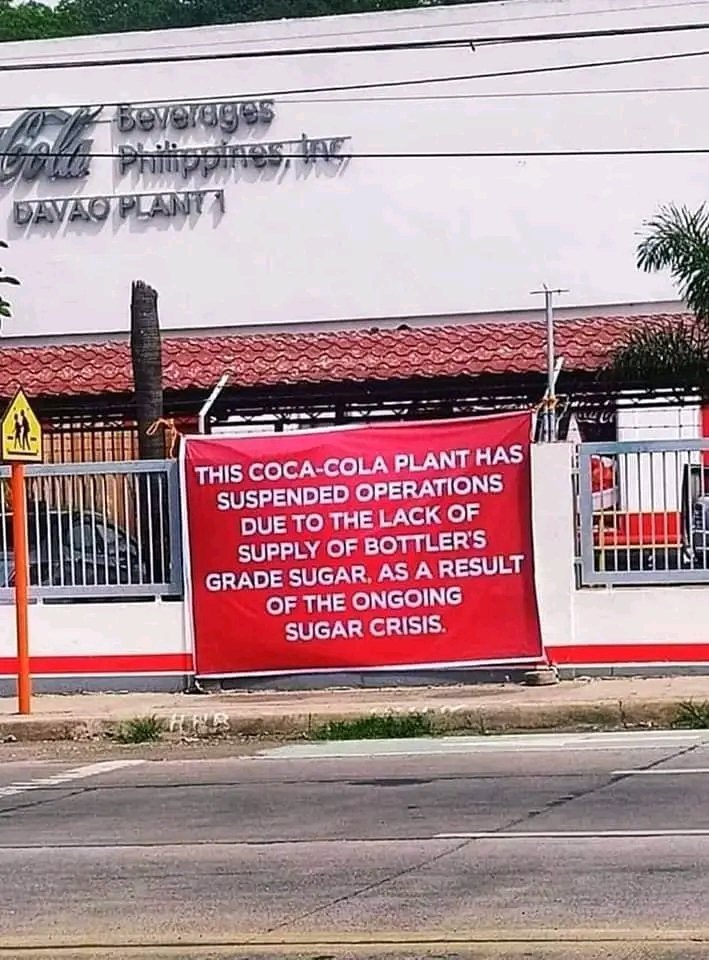 Cola Beverages
Philippines, Inc
DAVAO PLANT 1
THIS COCA-COLA PLANT HAS
SUSPENDED OPERATIONS
DUE TO THE LACK OF
SUPPLY OF BOTTLER'S
GRADE SUGAR, AS A RESULT
OF THE ONGOING
SUGAR CRISIS.
HNR